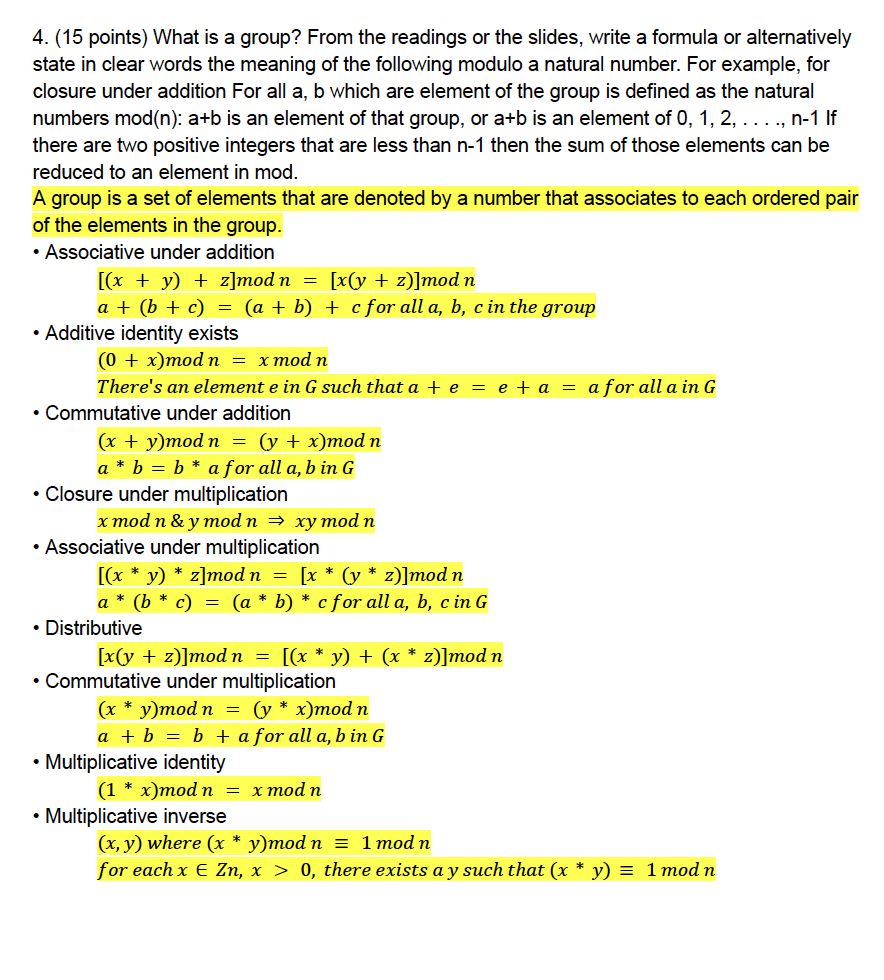 4. (15 points) What is a group? From the readings or the slides, write a formula or alternatively
state in clear words the meaning of the following modulo a natural number. For example, for
closure under addition For all a, b which are element of the group is defined as the natural
numbers mod(n): a+b is an element of that group, or a+b is an element of 0, 1, 2, . . . ., n-1 If
there are two positive integers that are less than n-1 then the sum of those elements can be
reduced to an element in mod.
A group is a set of elements that are denoted by a number that associates to each ordered pair
of the elements in the group.
• Associative under addition
[(x + y) + z]mod n = [x(y + z)]mod n
a + (b + c) = (a + b) + c for all a, b, c in the group
• Additive identity exists
(0 + x)mod n = x mod n
There's an element e in G such that a + e = e + a = a for all a in G
• Commutative under addition
(x + y)mod n = (y + x)mod n
a * b = b * a for all a, b in G
• Closure under multiplication
x mod n & y mod n ⇒ xy mod n
• Associative under multiplication
[(x * y) * z]mod n = [x * (y * z)]mod n
a * (b * c) = (a * b) * c for all a, b, c in G
• Distributive
[x(y + z)]mod n = [(x * y) + (x * z)]mod n
• Commutative under multiplication
(x * y)mod n = (y * x)mod n
a + b = b + a for all a, b in G
• Multiplicative identity
(1 * x)mod n = x mod n
• Multiplicative inverse
(x, y) where (x * y)mod n ≡ 1 mod n
for each x ∈ Zn, x > 0, there exists a y such that (x * y) ≡ 1 mod n